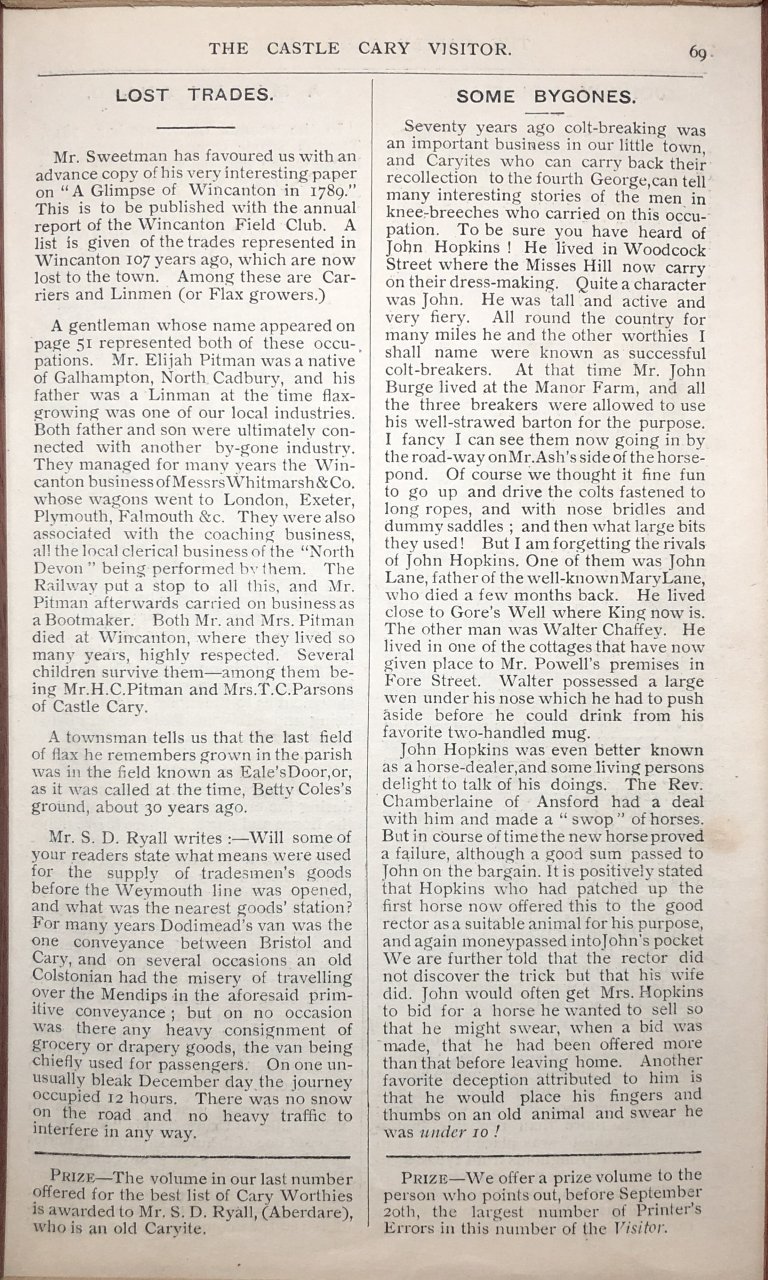 THE CASTLE CARY VISITOR. 69.
LOST TRADES.
Mr. Sweetman has favoured us with an
advance copy of his very interesting paper
on “A Glimpse of Wincanton in 1789.”
This is to be published with the annual
report of the Wincanton Field Club. A
list is given of the trades represented in
Wincanton 107 years ago, which are now
lost to the town. Among these are Car-
riers and Linmen (or Flax growers.)
A gentleman whose name appeared on
page 51 represented both of these occu-
pations. Mr. Elijah Pitman was a native
of Galhampton, North Cadbury, and his
father was a Linman at the time flax-
growing was one of our local industries.
Both father and son were ultimately con-
nected with another by-gone industry.
They managed for many years the Win-
canton business of Messrs Whitmarsh & Co.
whose wagons went to London, Exeter,
Plymouth, Falmouth &c. They were also
associated with the coaching business,
all the local clerical business of the “North
Devon” being performed by them. The
Railway put a stop to all this, and Mr.
Pitman afterwards carried on business as
a Bootmaker. Both Mr. and Mrs. Pitman
died at Wincanton, where they lived so
many years, highly respected. Several
children survive them—among them be-
ing Mr.H.C.Pitman and Mrs.T.C.Parsons
of Castle Cary.
A townsman tells us that the last field
of flax he remembers grown in the parish
was in the field known as Eale'sDoor,or,
as it was called at the time, Betty Coles's
ground, about 30 years ago.
Mr. S. D. Ryall writes :—Will some of
your readers state what means were used
for the supply of tradesmen's goods
before the Weymouth line was opened,
and what was the nearest goods' station?
For many years Dodimead's van was the
one conveyance between Bristol and
Cary, and on several occasions an old
Colstonian had the misery of travelling
over the Mendips in the aforesaid prim-
itive conveyance ; but on no occasion
was there any heavy consignment of
grocery or drapery goods, the van being
chiefly used for passengers. On one un-
usually bleak December day the journey
occupied 12 hours. There was no snow
on the road and no heavy traffic to
interfere in any way.
PRIZE—The volume in our last number
offered for the best list of Cary Worthies
is awarded to Mr. S. D. Ryall, (Aberdare),
who is an old Caryite.
SOME BYGONES.
Seventy years ago colt-breaking was
an important business in our little town,
and Caryites who can carry back their
recollection to the fourth George,can tell
many interesting stories of the men in
knee-breeches who carried on this occu-
pation. To be sure you have heard of
John Hopkins ! He lived in Woodcock
Street where the Misses Hill now carry
on their dress-making. Quite a character
was John. He was tall and active and
very fiery. All round the country for
many miles he and the other worthies I
shall name were known as successful
colt-breakers. At that time Mr. John
Burge lived at the Manor Farm, and all
the three breakers were allowed to use
his well-strawed barton for the purpose.
I fancy I can see them now going in by
the road-way on Mr.Ash's side of the horse-
pond. Of course we thought it fine fun
to go up and drive the colts fastened to
long ropes, and with nose bridles and
dummy saddles ; and then what large bits
they used! But I am forgetting the rivals
of John Hopkins. One of them was John
Lane, father of the well-known Mary Lane,
who died a few months back. He lived
close to Gore's Well where King now is.
The other man was Walter Chaffey. He
lived in one of the cottages that have now
given place to Mr. Powell's premises in
Fore Street. Walter possessed a large
wen under his nose which he had to push
aside before he could drink from his
favorite two-handled mug.
John Hopkins was even better known
as a horse-dealer,and some living persons
delight to talk of his doings. The Rev.
Chamberlaine of Ansford had a deal
with him and made a “swop” of horses.
But in course of time the new horse proved
a failure, although a good sum passed to
John on the bargain. It is positively stated
that Hopkins who had patched up the
first horse now offered this to the good
rector as a suitable animal for his purpose,
and again money passed into John's pocket
We are further told that the rector did
not discover the trick but that his wife
did. John would often get Mrs. Hopkins
to bid for a horse he wanted to sell so
that he might swear, when a bid was
made, that he had been offered more
than that before leaving home. Another
favorite deception attributed to him is
that he would place his fingers and
thumbs on an old animal and swear he
was under 10 !
PRIZE—We offer a prize volume to the
person who points out, before September
20th, the largest number of Printer's
Errors in this number of the Visitor.